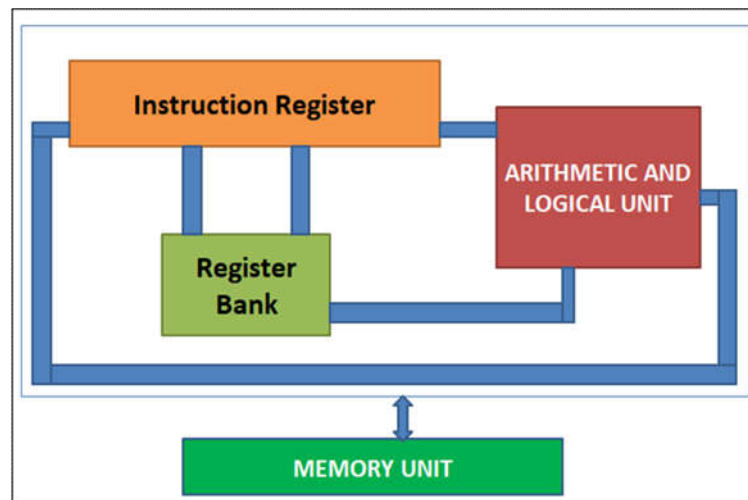 Instruction Register
ARITHMETIC AND
LOGICAL UNIT
Register
Bank
MEMORY UNIT